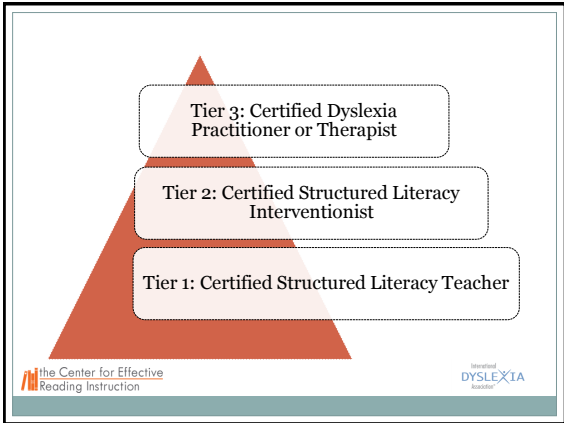 Tier 3: Certified Dyslexia
Practitioner or Therapist
Tier 2: Certified Structured Literacy
Interventionist
Tier 1: Certified Structured Literacy Teacher
the Center for Effective
Reading Instruction
International
DYSLEXIA
Association